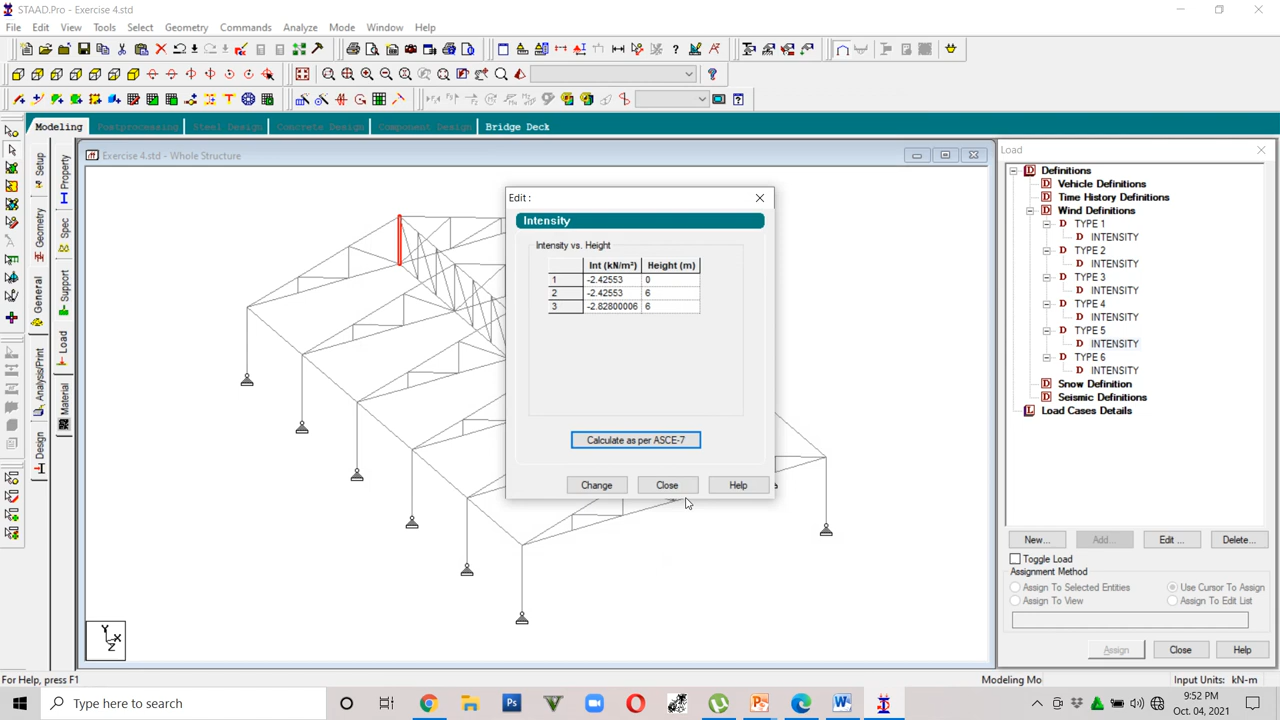 STAAD.Pro - Exercise 4.std
File Edit View Tools Select Geometry Commands Analyze Mode Window Help
Modeling Postprocessing Steel Design Concrete Design Component Design Bridge Deck
Setup
Geometry
General
Analysis/Print
Design
Property
Spec
Support
Load
Material
Exercise 4.std - Whole Structure
Y
X
Z
Edit :
Intensity
Intensity vs. Height
Int (kN/m²) Height (m)
1 -2.42553 0
2 -2.42553 6
3 -2.82800006 6
Calculate as per ASCE-7
Change Close Help
Load
Definitions
Vehicle Definitions
Time History Definitions
Wind Definitions
TYPE 1
INTENSITY
TYPE 2
INTENSITY
TYPE 3
INTENSITY
TYPE 4
INTENSITY
TYPE 5
INTENSITY
TYPE 6
INTENSITY
Snow Definition
Seismic Definitions
Load Cases Details
New... Add... Edit ... Delete...
Toggle Load
Assignment Method
Assign To Selected Entities Use Cursor To Assign
Assign To View Assign To Edit List
Assign Close Help
For Help, press F1 Modeling Mo Input Units: kN-m
Type here to search
9:52 PM
Oct. 04, 2021